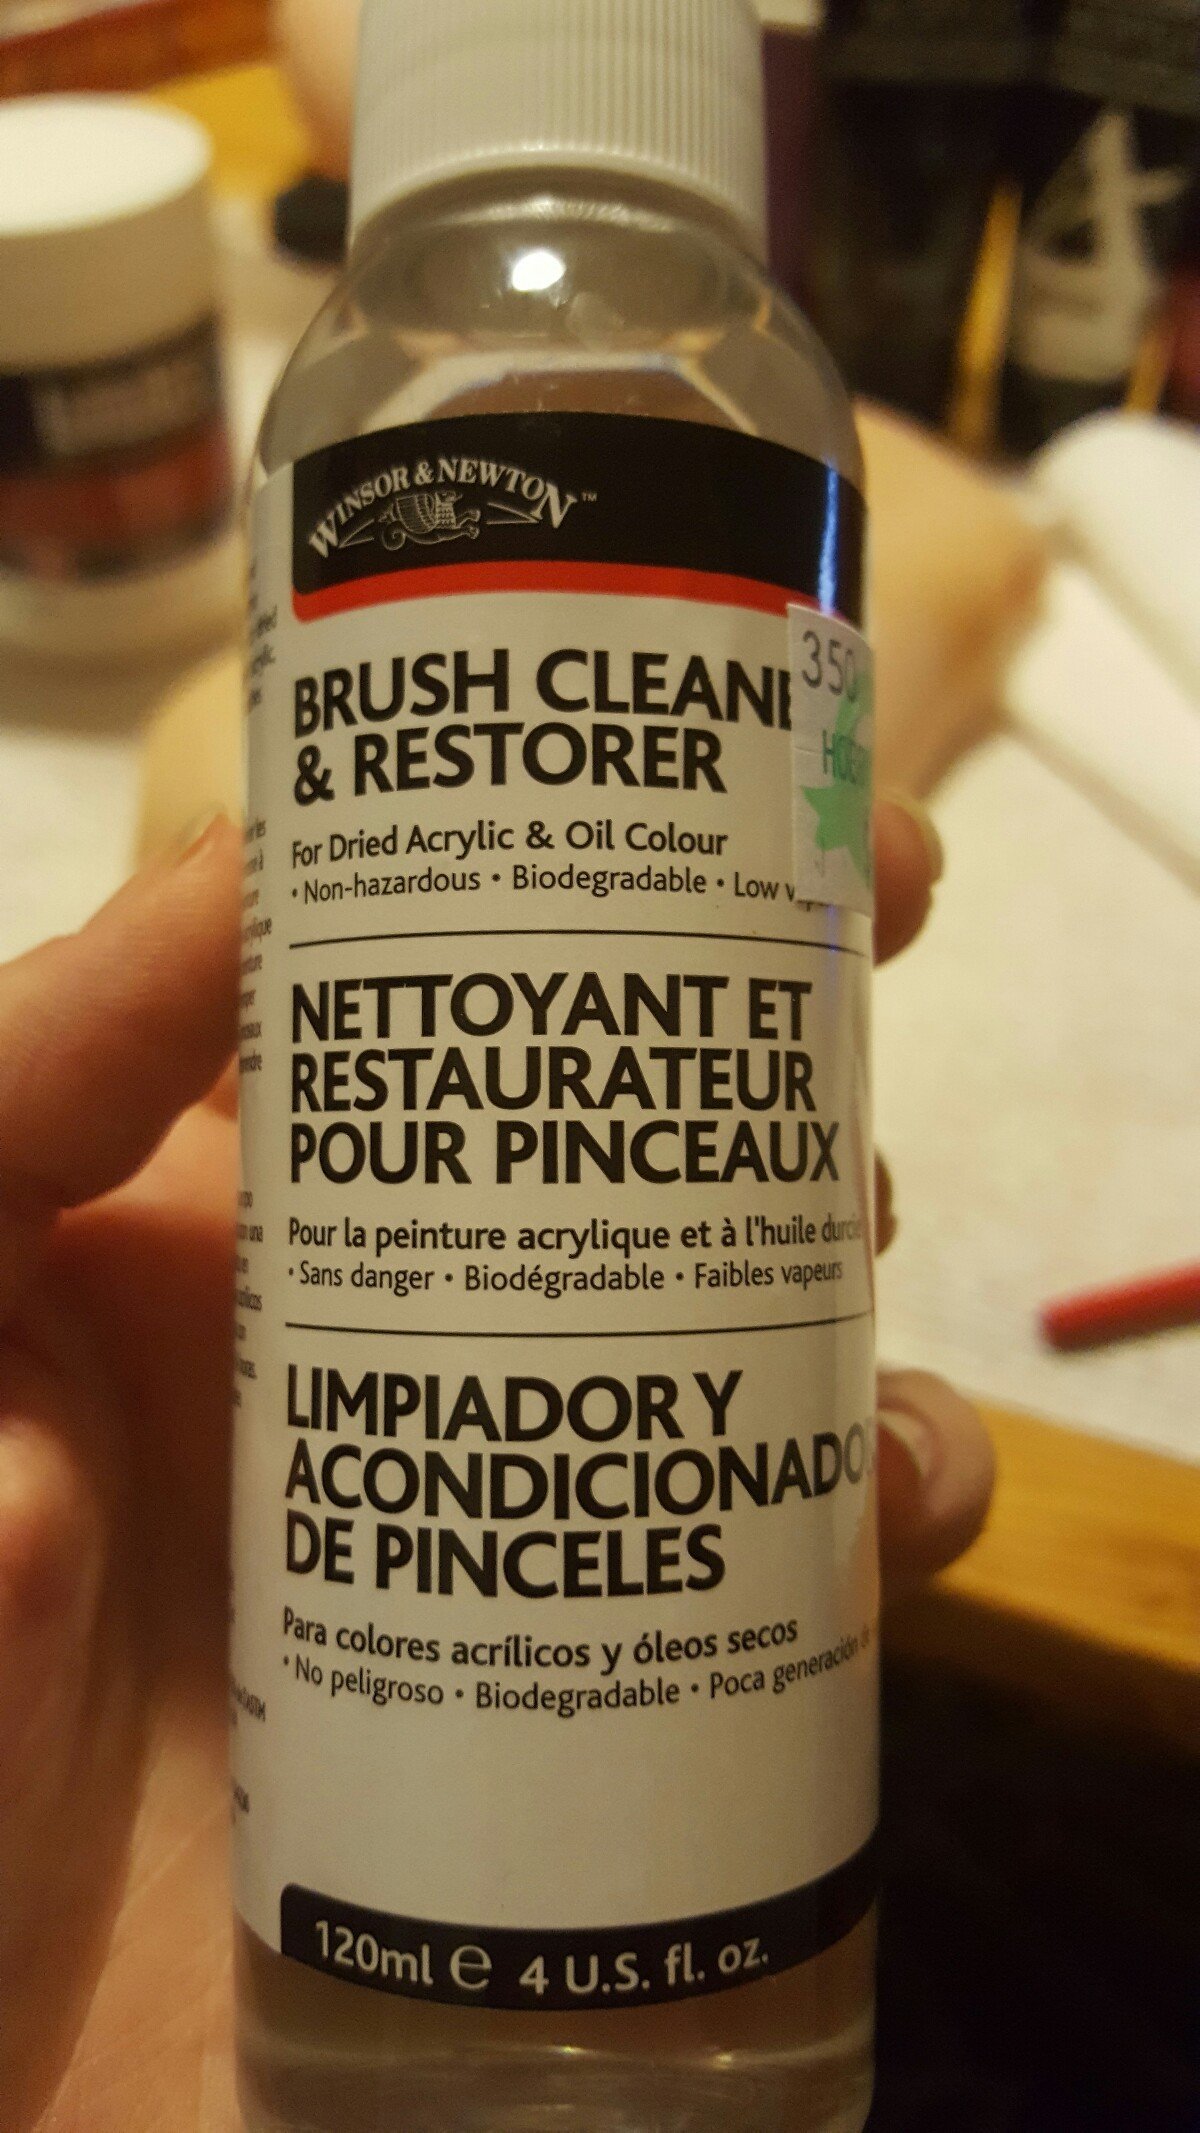 WINSOR & NEWTON™
350
BRUSH CLEANE
& RESTORER
For Dried Acrylic & Oil Colour
• Non-hazardous • Biodegradable • Low
NETTOYANT ET
RESTAURATEUR
POUR PINCEAUX
Pour la peinture acrylique et à l'huile
• Sans danger • Biodégradable • Faibles vapeurs
LIMPIADOR Y
ACONDICIONADO
DE PINCELES
Para colores acrílicos y óleos secos
• No peligroso • Biodegradable • Poca generación
120ml ℮ 4 U.S. fl. oz.